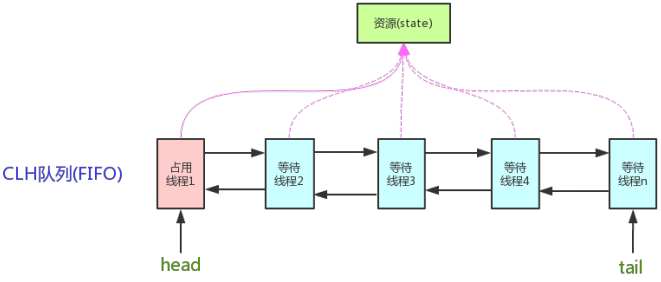 资源(state)
CLH队列(FIFO)
占用
线程1
等待
线程2
等待
线程3
等待
线程4
等待
线程n
head
tail